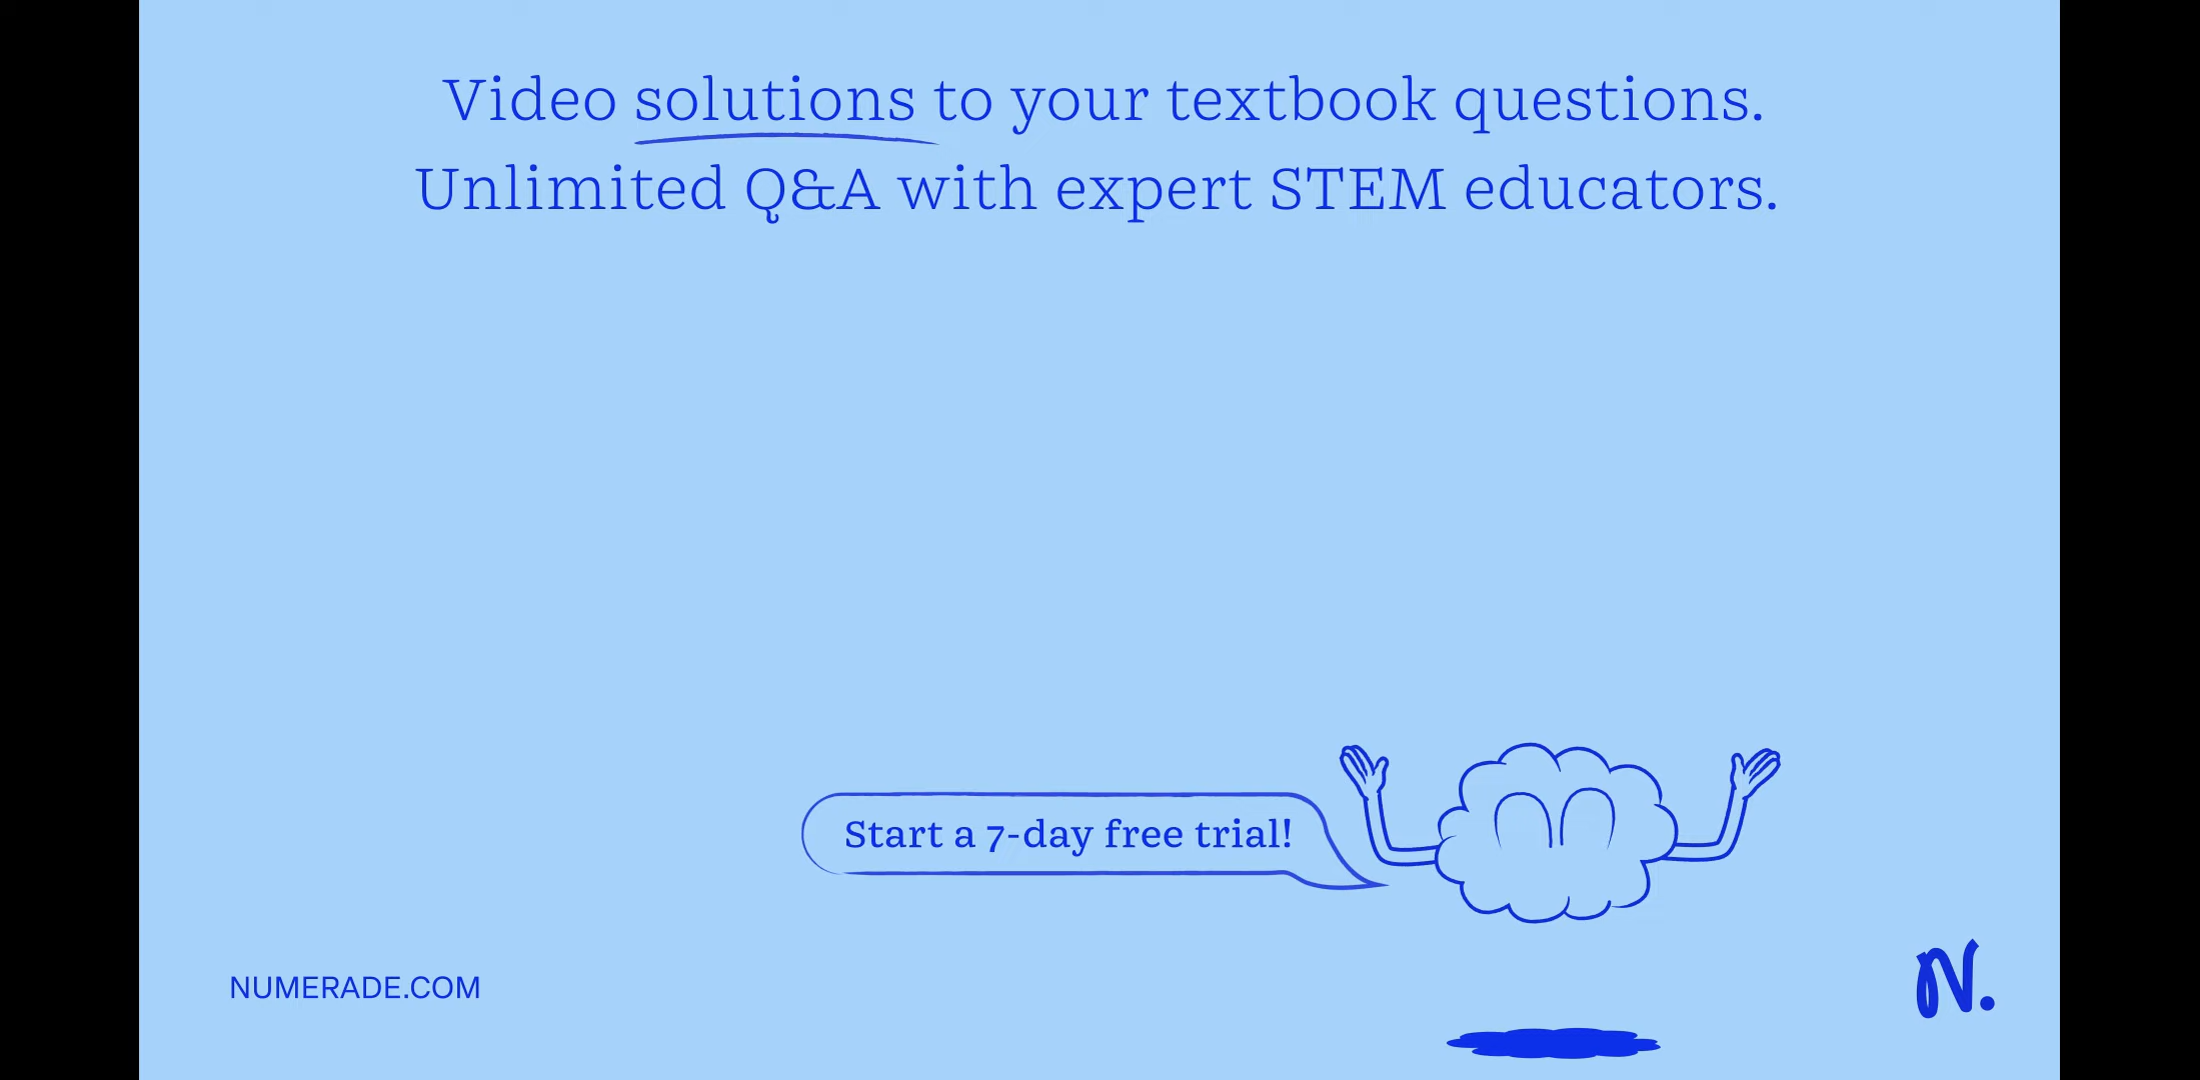 Video solutions to your textbook questions.
Unlimited Q&A with expert STEM educators.
Start a 7-day free trial!
NUMERADE.COM
N.